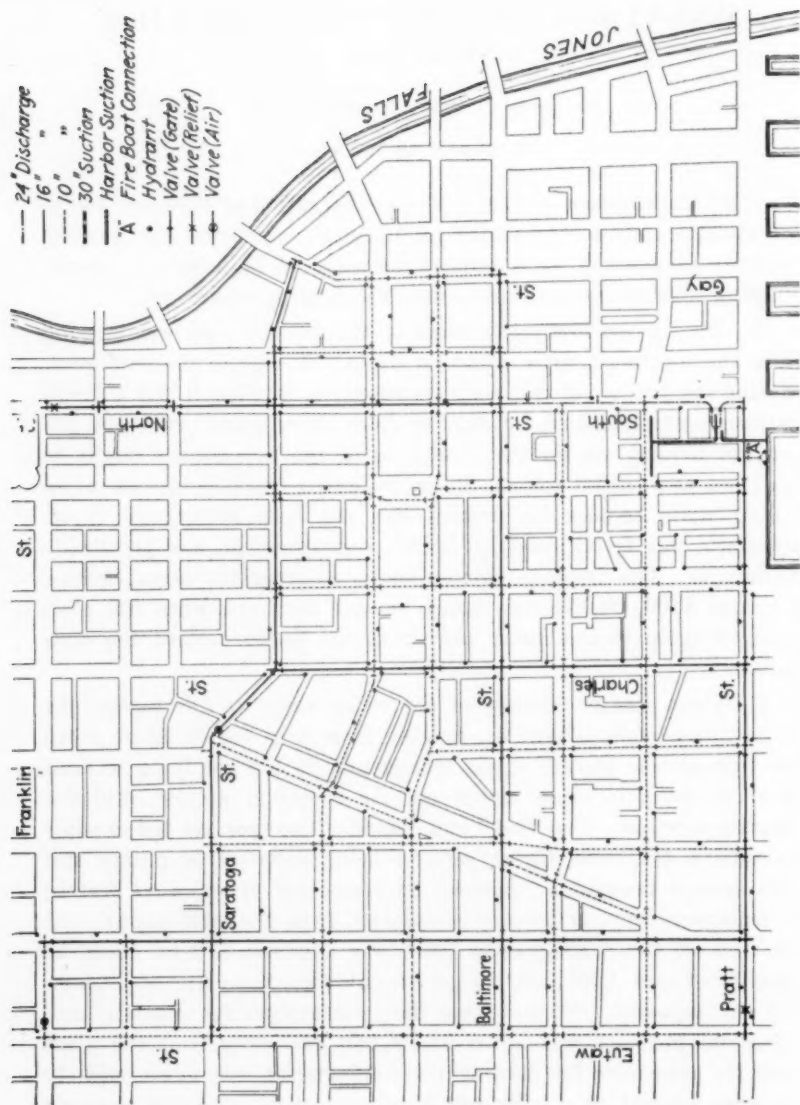 24" Discharge
16" "
10" "
30" Suction
Harbor Suction
"A" Fire Boat Connection
Hydrant
Valve (Gate)
Valve (Relief)
Valve (Air)
JONES
FALLS
St.
North
St.
Gay
St.
South
"A"
St.
Charles
St.
St.
Franklin
St.
Saratoga
Baltimore
Pratt
St.
Eutaw